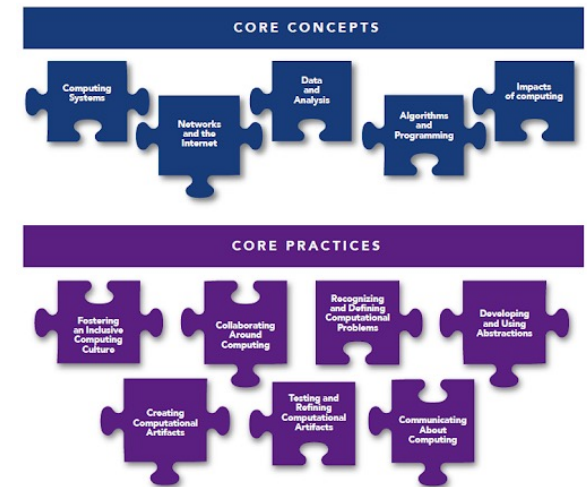 CORE CONCEPTS
Computing
Systems
Networks
and the
Internet
Data
and
Analysis
Algorithms
and
Programming
Impacts
of computing
CORE PRACTICES
Fostering
an Inclusive
Computing
Culture
Collaborating
Around
Computing
Recognizing
and Defining
Computational
Problems
Developing
and Using
Abstractions
Creating
Computational
Artifacts
Testing and
Refining
Computational
Artifacts
Communicating
About
Computing